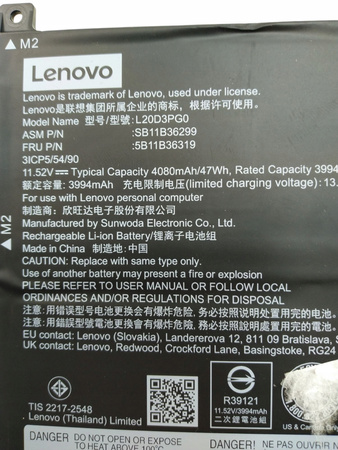 M2
Lenovo
Lenovo is trademark of Lenovo, used under license.
Lenovo是联想集团所属企业的商标，根据许可使用。
Model Name 型号/型號:L20D3PG0
ASM P/N :SB11B36299
FRU P/N :5B11B36319
3ICP5/54/90
11.52V⎓ Typical Capacity 4080mAh/47Wh, Rated Capacity 3994
额定容量: 3994mAh 充电限制电压(limited charging voltage): 13.
For use with Lenovo personal computer
制造商: 欣旺达电子股份有限公司
Manufactured by Sunwoda Electronic Co., Ltd.
Rechargeable Li-ion Battery/锂离子电池组
Made in China 制造地: 中国
M2
CAUTION: Replace with same type only.
Use of another battery may present a fire or explosion
PLEASE REFER TO USER MANUAL OR FOLLOW LOCAL
ORDINANCES AND/OR REGULATIONS FOR DISPOSAL
注意: 用错误型号电池更换会有爆炸危险, 务必按照说明处置用完的电池。
注意: 用錯誤型號電池更換會有爆炸危險, 務必按照説明處置用完之電池。
EU contact: Lenovo (Slovakia), Landererova 12, 811 09 Bratislava, S
UK contact: Lenovo, Redwood, Crockford Lane, Basingstoke, RG24
TIS 2217-2548
Lenovo (Thailand) Limited
R39121
11.52V/3994mAh
二次鋰電池組
US & Can
DANGER: DO NOT OPEN OR EXPOSE
TO HEAT ABOVE
DANGER: NE PAS OUVRIR